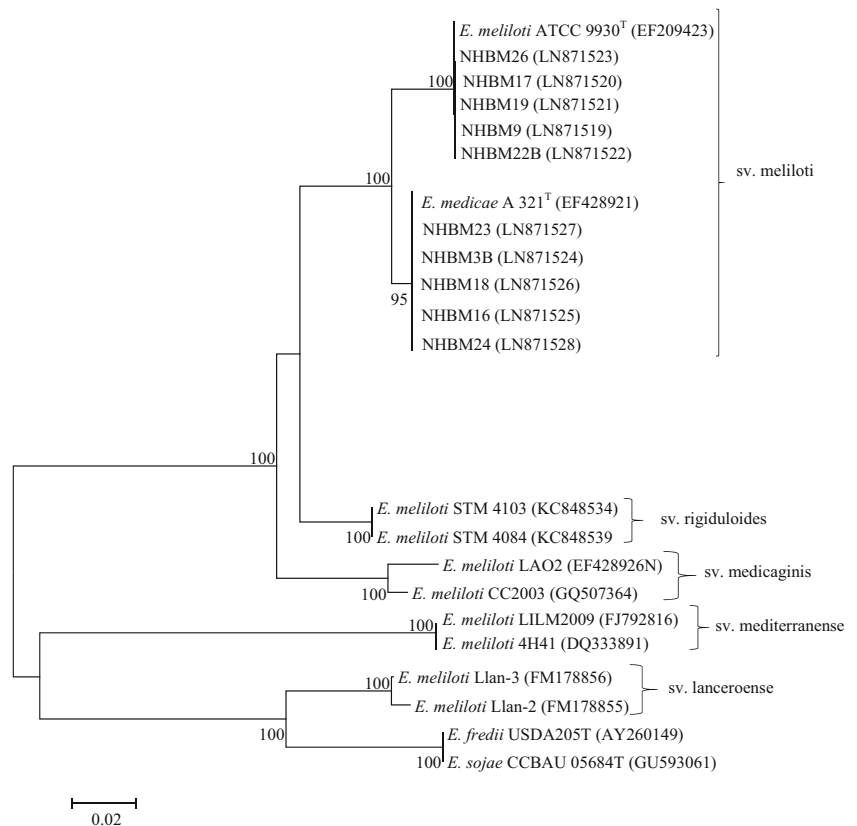 E. meliloti ATCC 9930T (EF209423)
NHBM26 (LN871523)
100
NHBM17 (LN871520)
NHBM19 (LN871521)
NHBM9 (LN871519)
NHBM22B (LN871522)
sv. meliloti
100
E. medicae A 321T (EF428921)
NHBM23 (LN871527)
NHBM3B (LN871524)
NHBM18 (LN871526)
95
NHBM16 (LN871525)
NHBM24 (LN871528)
100
E. meliloti STM 4103 (KC848534)
sv. rigiduloides
100
E. meliloti STM 4084 (KC848539
E. meliloti LAO2 (EF428926N)
sv. medicaginis
100
E. meliloti CC2003 (GQ507364)
E. meliloti LILM2009 (FJ792816)
100
sv. mediterranense
E. meliloti 4H41 (DQ333891)
E. meliloti Llan-3 (FM178856)
100
sv. lanceroense
E. meliloti Llan-2 (FM178855)
100
E. fredii USDA205T (AY260149)
100
E. sojae CCBAU 05684T (GU593061)
0.02